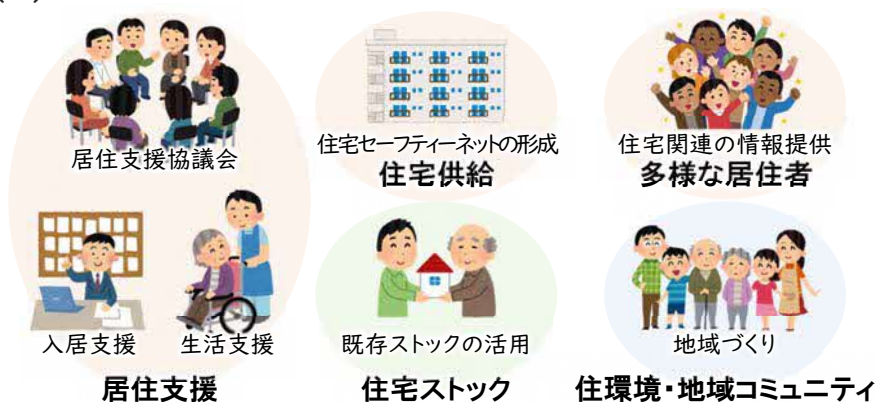 居住支援協議会
入居支援
生活支援
居住支援
住宅セーフティーネットの形成
住宅供給
住宅関連の情報提供
多様な居住者
既存ストックの活用
住宅ストック
地域づくり
住環境・地域コミュニティ